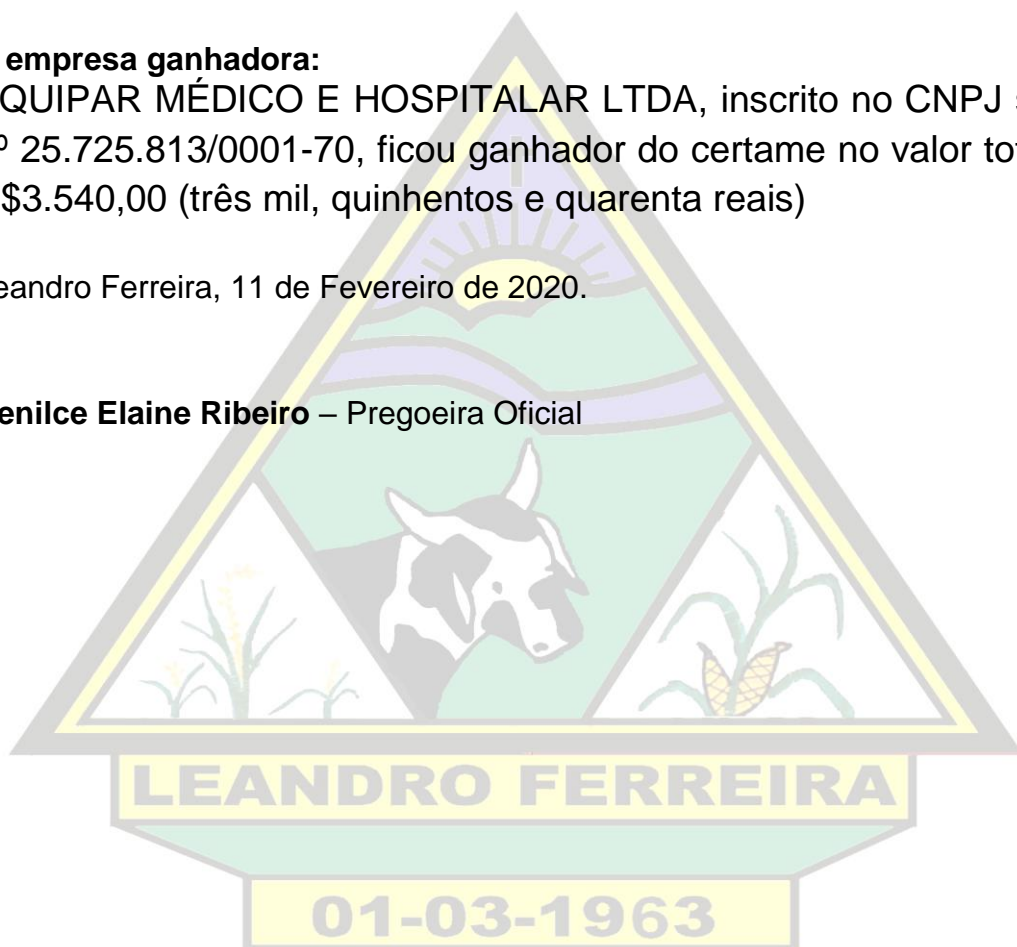 empresa ganhadora:
QUIPAR MÉDICO E HOSPITALAR LTDA, inscrito no CNPJ s
º 25.725.813/0001-70, ficou ganhador do certame no valor tot
$3.540,00 (três mil, quinhentos e quarenta reais)
eandro Ferreira, 11 de Fevereiro de 2020.
enilce Elaine Ribeiro – Pregoeira Oficial
LEANDRO FERREIRA
01-03-1963